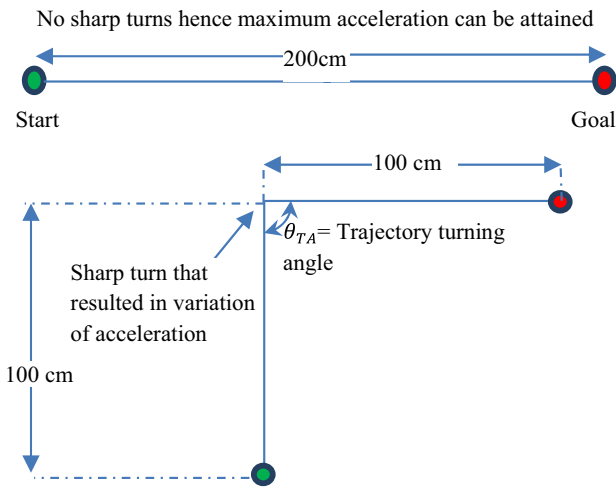 No sharp turns hence maximum acceleration can be attained
200cm
Start
Goal
100 cm
θ_TA= Trajectory turning
angle
Sharp turn that
resulted in variation
of acceleration
100 cm